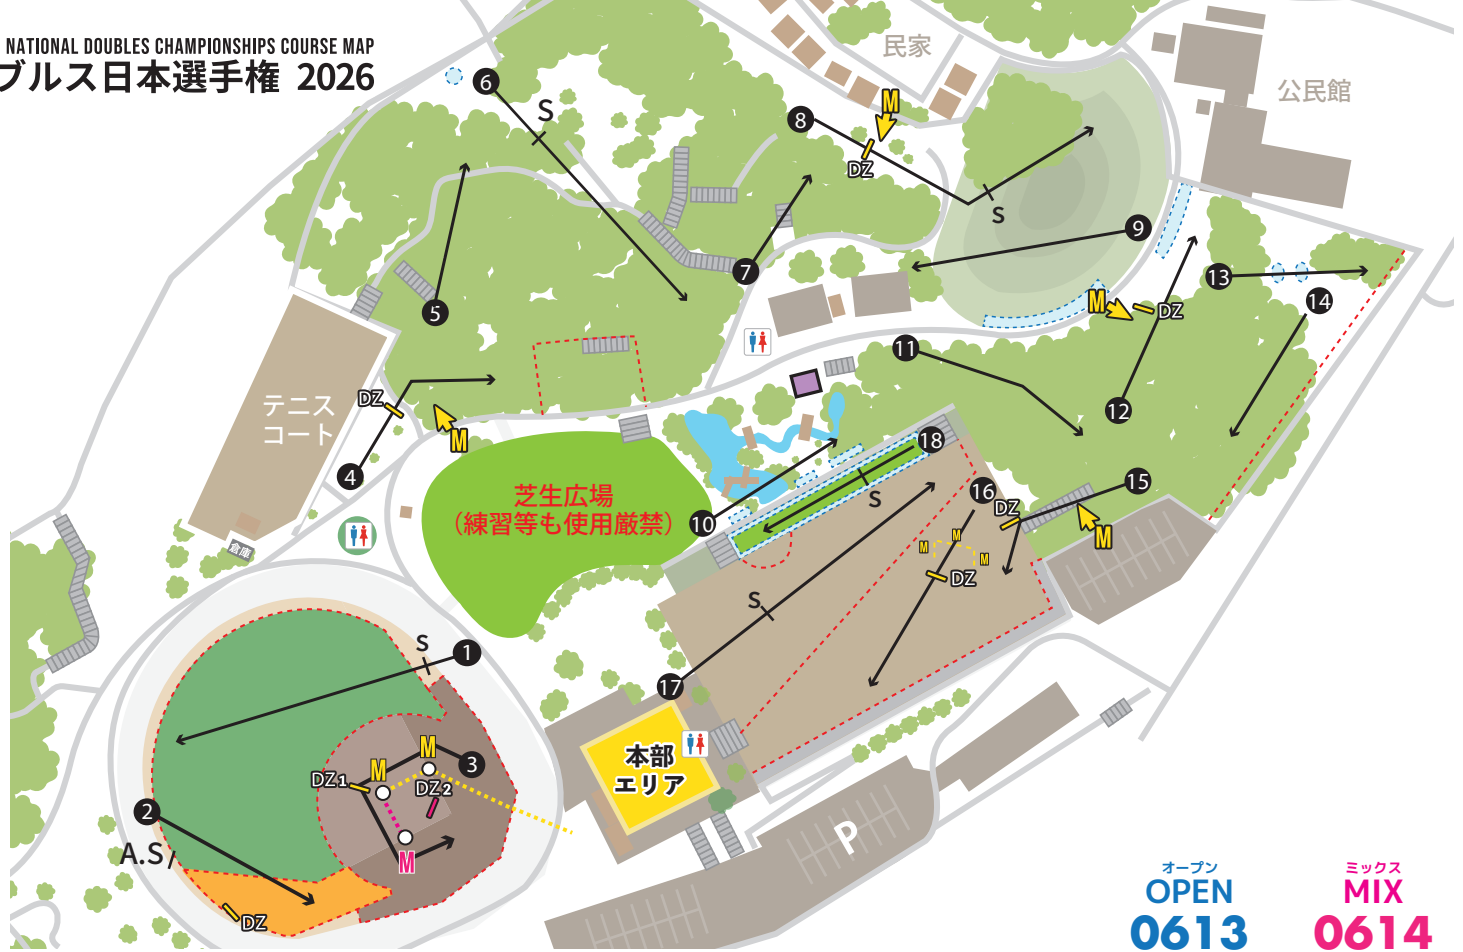 NATIONAL DOUBLES CHAMPIONSHIPS COURSE MAP
ブルス日本選手権 2026
民家
公民館
6
S
8
M
DZ
S
9
7
5
13
14
M
DZ
12
11
テニス
コート
DZ
M
4
芝生広場
（練習等も使用厳禁）
10
18
S
16
15
DZ
M
M
M
M
DZ
倉庫
S
17
S
1
本部
エリア
M
M
3
DZ 1
DZ 2
M
2
A.S
DZ
P
オープン
OPEN
0613
ミックス
MIX
0614